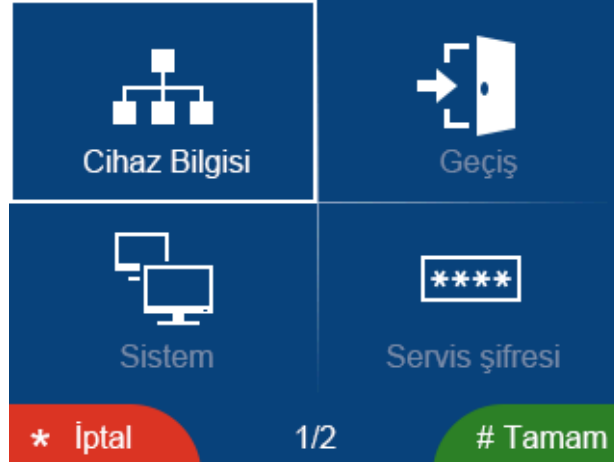 Cihaz Bilgisi
Geçiş
Sistem
****
Servis şifresi
* İptal
1/2
# Tamam